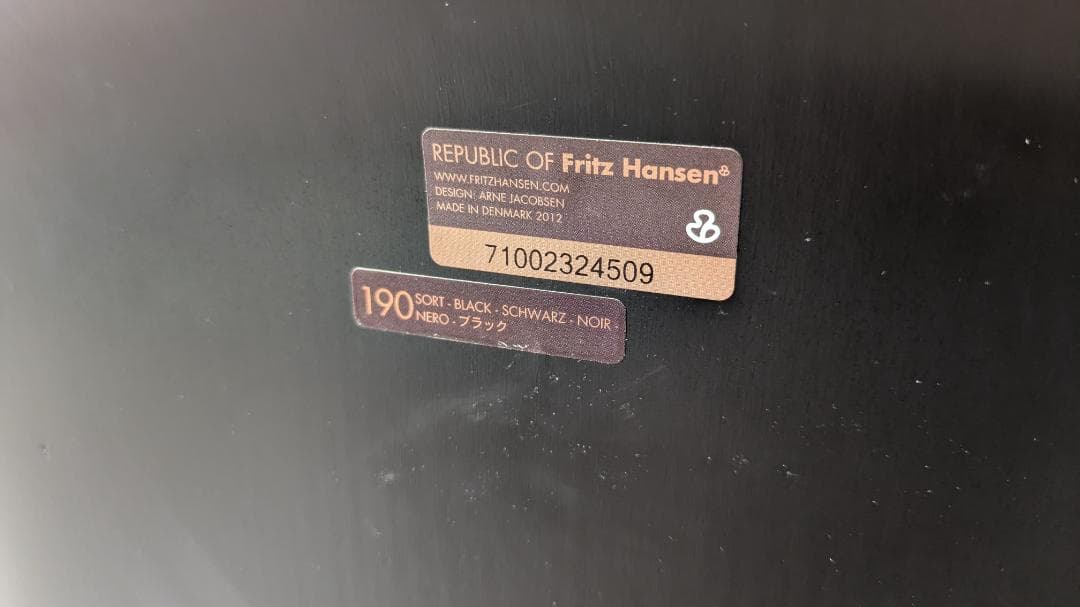 REPUBLIC OF Fritz Hansen
WWW.FRITZHANSEN.COM
DESIGN: ARNE JACOBSEN
MADE IN DENMARK 2012
71002324509
190 SORT - BLACK - SCHWARZ - NOIR -
NERO - ブラック